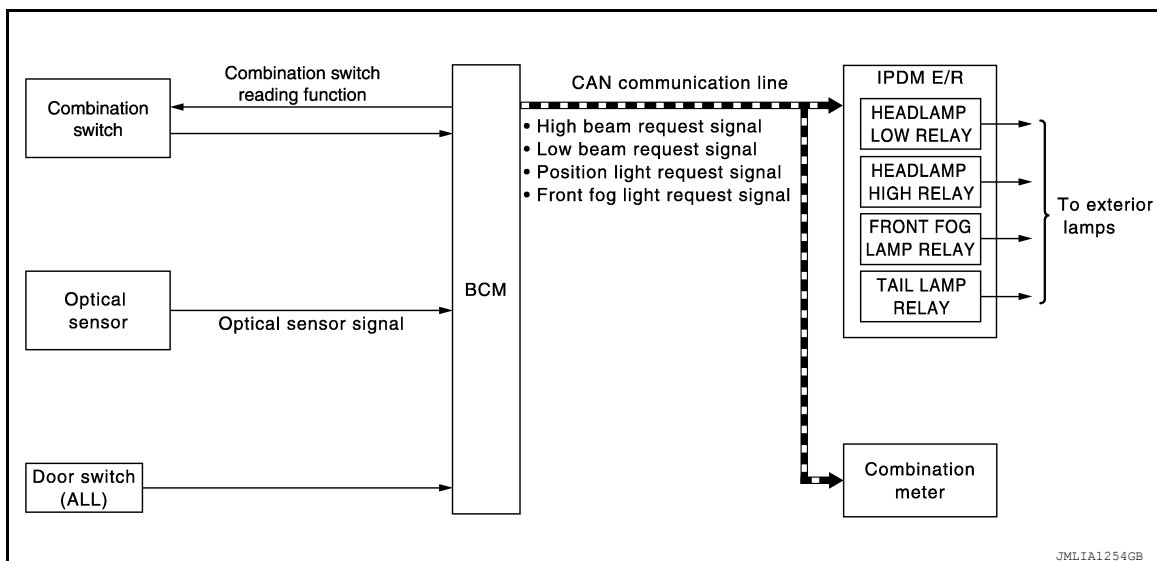 Combination switch
reading function
Combination
switch
Optical
sensor
Optical sensor signal
Door switch
(ALL)
BCM
CAN communication line
• High beam request signal
• Low beam request signal
• Position light request signal
• Front fog light request signal
IPDM E/R
HEADLAMP
LOW RELAY
HEADLAMP
HIGH RELAY
FRONT FOG
LAMP RELAY
TAIL LAMP
RELAY
To exterior
lamps
Combination
meter
JMLIA1254GB